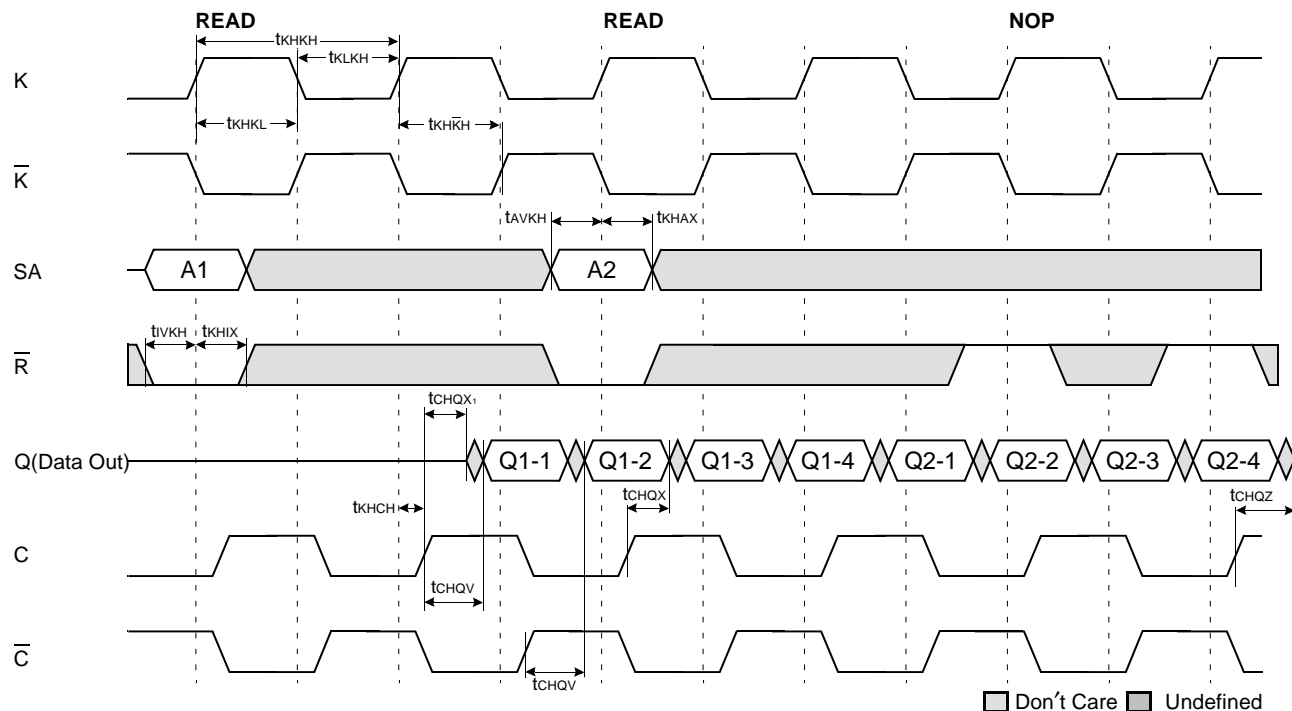 READ READ NOP
tKHKH
tKLKH
K
tKHKL tKHK̅H
K̅
tAVKH tKHAX
SA A1 A2
tIVKH tKHIX
R̅
tCHQX1
Q(Data Out) Q1-1 Q1-2 Q1-3 Q1-4 Q2-1 Q2-2 Q2-3 Q2-4
tKHCH tCHQX tCHQZ
C
tCHQV
C̅
tCHQV
Don′t Care Undefined